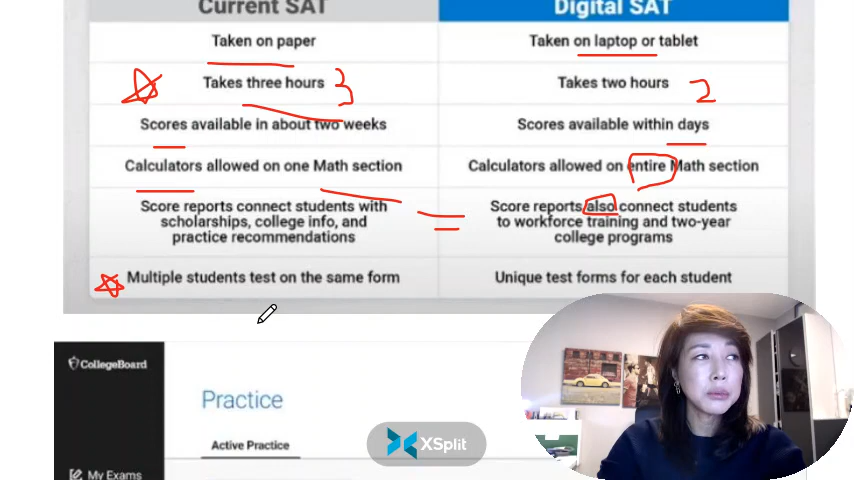 Current SAT
Digital SAT
Taken on paper
Taken on laptop or tablet
Takes three hours 3
Takes two hours 2
Scores available in about two weeks
Scores available within days
Calculators allowed on one Math section
Calculators allowed on entire Math section
Score reports connect students with
scholarships, college info, and
practice recommendations
=
Score reports also connect students
to workforce training and two-year
college programs
Multiple students test on the same form
Unique test forms for each student
CollegeBoard
Practice
Active Practice
My Exams
XSplit